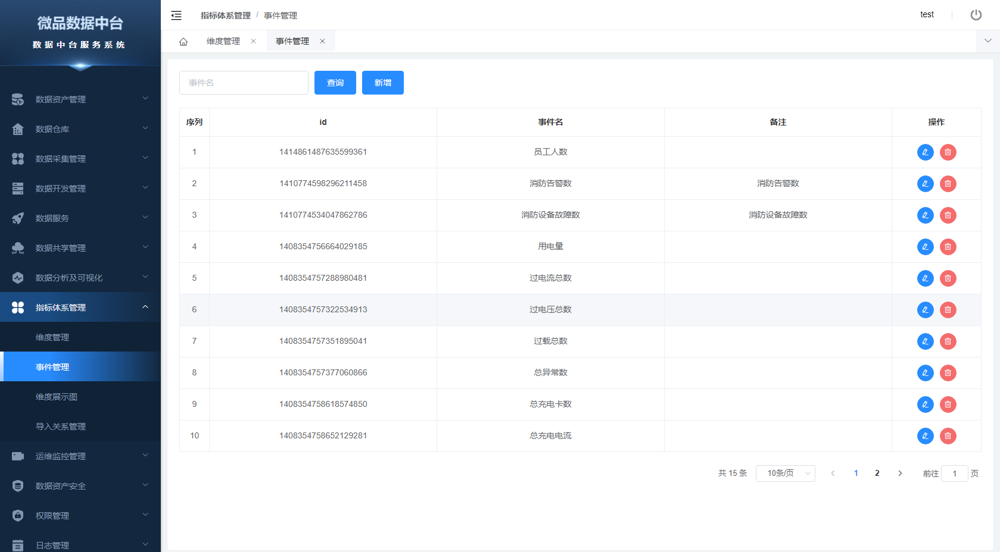 微品数据中台
数据中台服务系统
数据资产管理
数据仓库
数据采集管理
数据开发管理
数据服务
数据共享管理
数据分析及可视化
指标体系管理
维度管理
事件管理
维度展示图
导入关系管理
运维监控管理
数据资产安全
权限管理
日志管理
指标体系管理 / 事件管理
test
维度管理
事件管理
事件名
查询
新增
序列 id 事件名 备注 操作
1 1414861487635599361 员工人数
2 1410774598296211458 消防告警数 消防告警数
3 1410774534047862786 消防设备故障数 消防设备故障数
4 1408354756664029185 用电量
5 1408354757288980481 过电流总数
6 1408354757322534913 过电压总数
7 1408354757351895041 过载总数
8 1408354757377060866 总异常数
9 1408354758618574850 总充电卡数
10 1408354758652129281 总充电电流
共 15 条 10条/页 1 2 前往 1 页